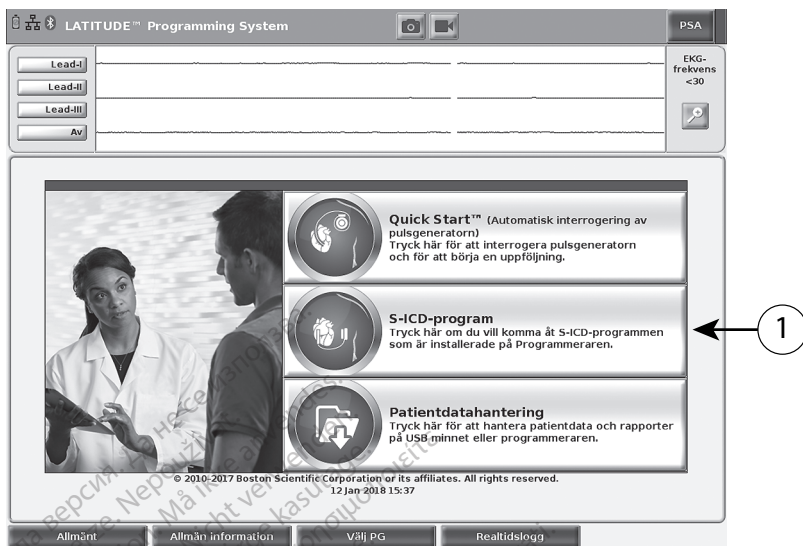 LATITUDE™ Programming System
PSA
Lead-I
Lead-II
Lead-III
Av
EKG-
frekvens
<30
Quick Start™ (Automatisk interrogering av
pulsgeneratorn)
Tryck här för att interrogera pulsgeneratorn
och för att börja en uppföljning.
S-ICD-program
Tryck här om du vill komma åt S-ICD-programmen
som är installerade på Programmeraren.
1
Patientdatahantering
Tryck här för att hantera patientdata och rapporter
på USB minnet eller programmeraren.
© 2010-2017 Boston Scientific Corporation or its affiliates. All rights reserved.
12 Jan 2018 15:37
Allmänt
Allmän information
Välj PG
Realtidslogg